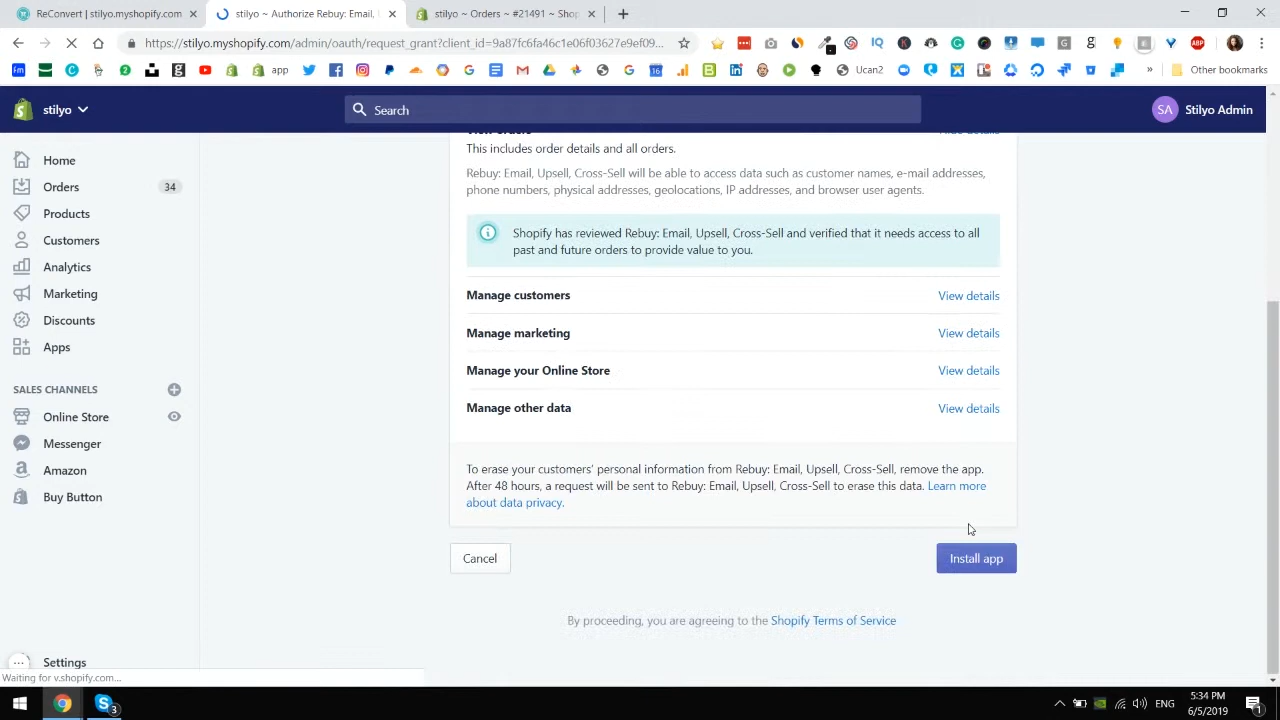 ReConvert | stilyo.myshopify.com
stilyo ~ Authorize Rebuy: Email, U
stilyo ~ Orders ~ #21491 ~ Shop
https://stilyo.myshopify.com/admin/oauth/request_grant?client_id=
app
Ucan2
Other bookmarks
stilyo
Search
SA
Stilyo Admin
Home
Orders
34
Products
Customers
Analytics
Marketing
Discounts
Apps
SALES CHANNELS
Online Store
Messenger
Amazon
Buy Button
Settings
View orders
Hide details
This includes order details and all orders.
Rebuy: Email, Upsell, Cross-Sell will be able to access data such as customer names, e-mail addresses,
phone numbers, physical addresses, geolocations, IP addresses, and browser user agents.
Shopify has reviewed Rebuy: Email, Upsell, Cross-Sell and verified that it needs access to all
past and future orders to provide value to you.
Manage customers
View details
Manage marketing
View details
Manage your Online Store
View details
Manage other data
View details
To erase your customers' personal information from Rebuy: Email, Upsell, Cross-Sell, remove the app.
After 48 hours, a request will be sent to Rebuy: Email, Upsell, Cross-Sell to erase this data. Learn more
about data privacy.
Cancel
Install app
By proceeding, you are agreeing to the Shopify Terms of Service
Waiting for v.shopify.com...
ENG
5:34 PM
6/5/2019